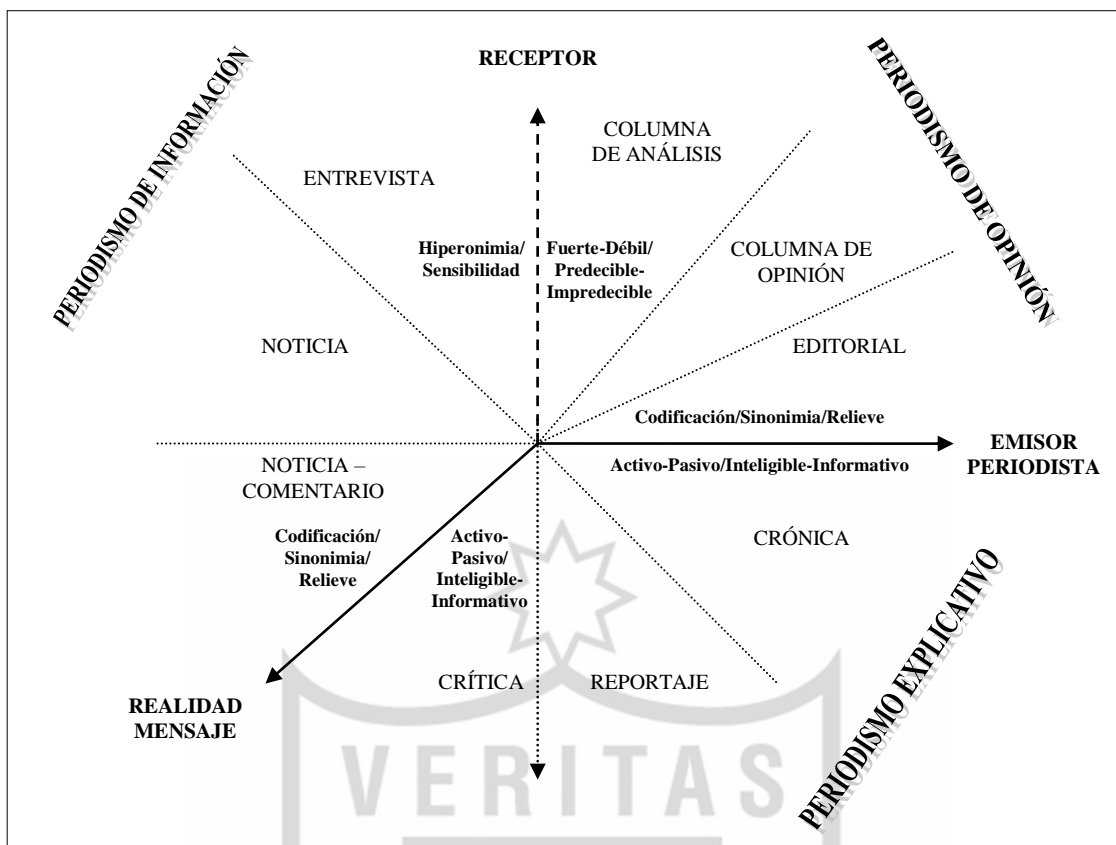 RECEPTOR
PERIODISMO DE INFORMACIÓN
PERIODISMO DE OPINIÓN
COLUMNA
DE ANÁLISIS
ENTREVISTA
Hiperonimia/
Sensibilidad
Fuerte-Débil/
Predecible-
Impredecible
COLUMNA DE
OPINIÓN
NOTICIA
EDITORIAL
Codificación/Sinonimia/Relieve
EMISOR
PERIODISTA
Activo-Pasivo/Inteligible-Informativo
NOTICIA –
COMENTARIO
Codificación/
Sinonimia/
Relieve
Activo-
Pasivo/
Inteligible-
Informativo
CRÓNICA
PERIODISMO EXPLICATIVO
CRÍTICA
REPORTAJE
REALIDAD
MENSAJE
VERITAS